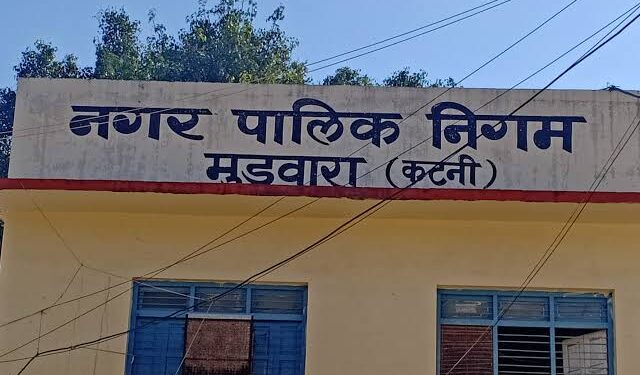 नगर पालिक निगम
मुडवारा (कटनी)